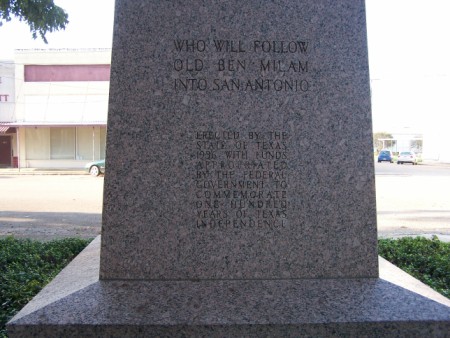 WHO WILL FOLLOW
OLD BEN MILAM
INTO SAN ANTONIO
ERECTED BY THE
STATE OF TEXAS
1936 WITH FUNDS
APPROPRIATED
BY THE FEDERAL
GOVERNMENT TO
COMMEMORATE
ONE HUNDRED
YEARS OF TEXAS
INDEPENDENCE